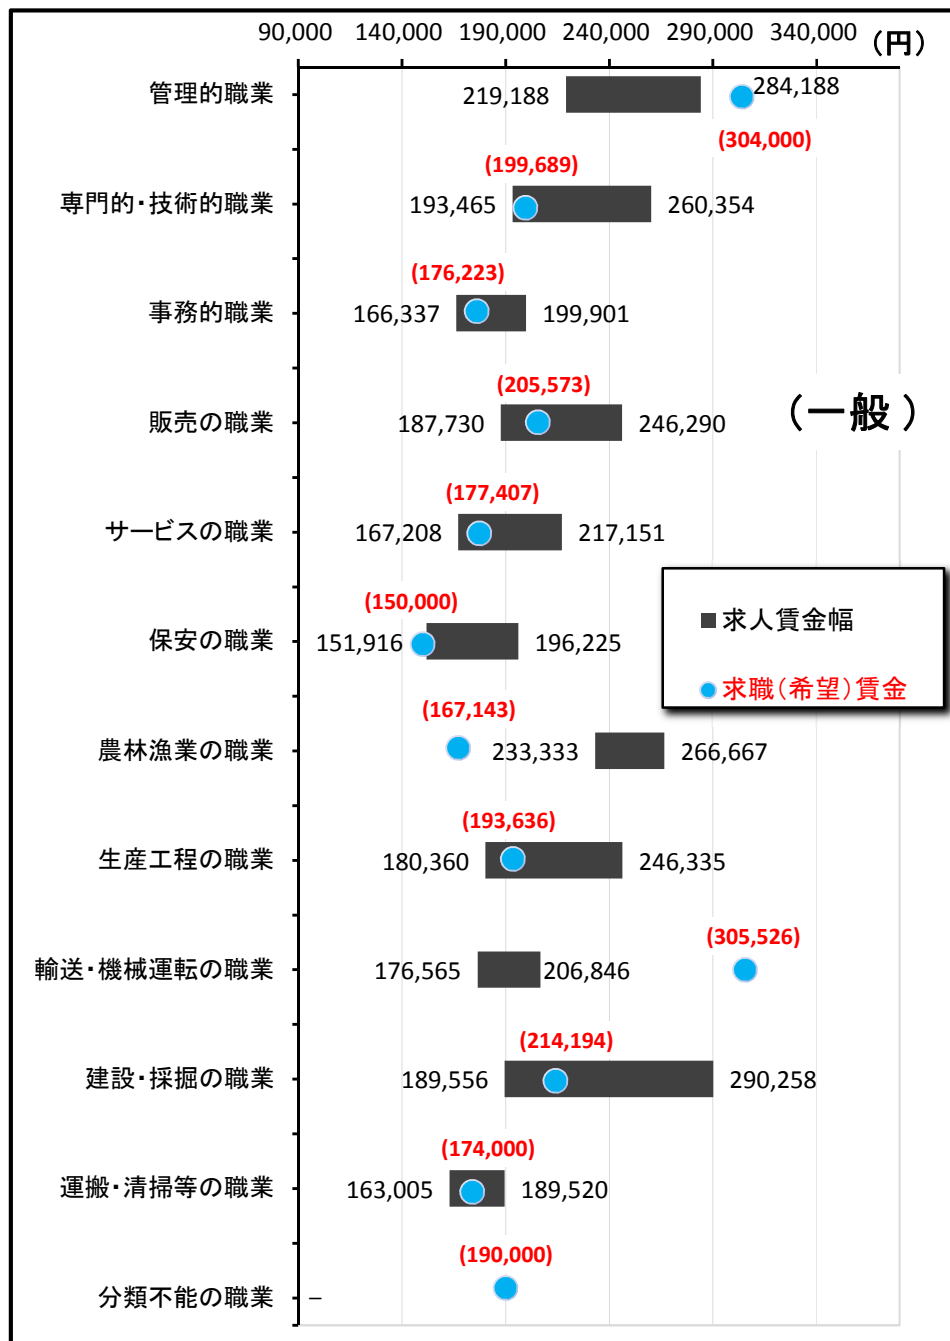 90,000 140,000 190,000 240,000 290,000 340,000 (円)
管理的職業 219,188 284,188
(304,000)
(199,689)
専門的・技術的職業 193,465 260,354
(176,223)
事務的職業 166,337 199,901
(205,573)
販売の職業 187,730 246,290
(一般)
(177,407)
サービスの職業 167,208 217,151
(150,000)
保安の職業 151,916 196,225
求人賃金幅
求職(希望)賃金
(167,143)
農林漁業の職業 233,333 266,667
(193,636)
生産工程の職業 180,360 246,335
(305,526)
輸送・機械運転の職業 176,565 206,846
(214,194)
建設・採掘の職業 189,556 290,258
(174,000)
運搬・清掃等の職業 163,005 189,520
(190,000)
分類不能の職業 –